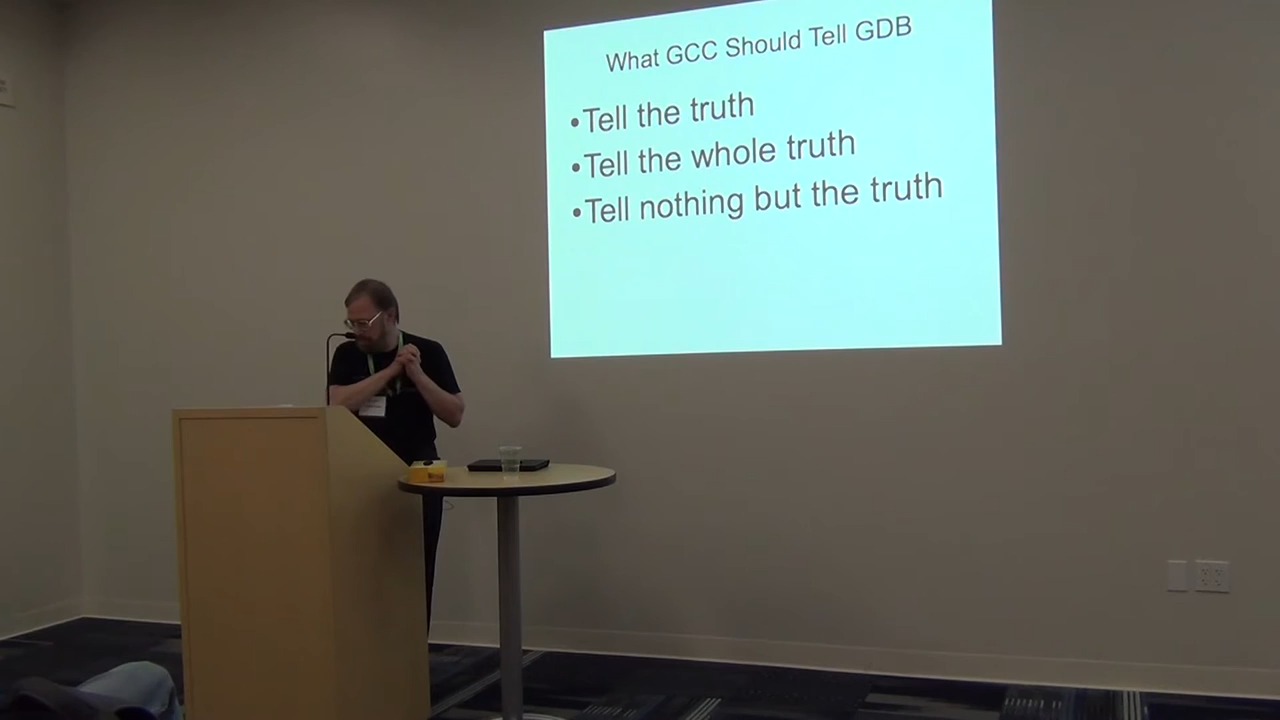 What GCC Should Tell GDB
•Tell the truth
•Tell the whole truth
•Tell nothing but the truth